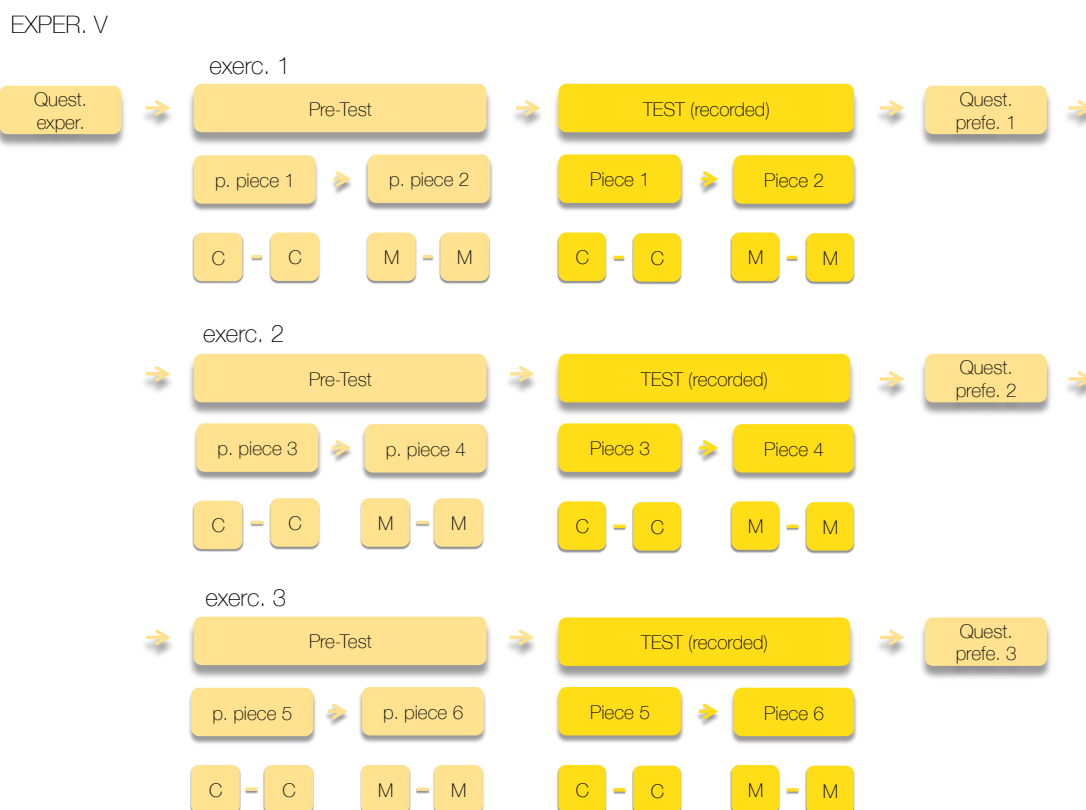 EXPER. V
exerc. 1
Quest.
exper.
Pre-Test
TEST (recorded)
Quest.
prefe. 1
p. piece 1
p. piece 2
Piece 1
Piece 2
C - C
M - M
C - C
M - M
exerc. 2
Pre-Test
TEST (recorded)
Quest.
prefe. 2
p. piece 3
p. piece 4
Piece 3
Piece 4
C - C
M - M
C - C
M - M
exerc. 3
Pre-Test
TEST (recorded)
Quest.
prefe. 3
p. piece 5
p. piece 6
Piece 5
Piece 6
C - C
M - M
C - C
M - M